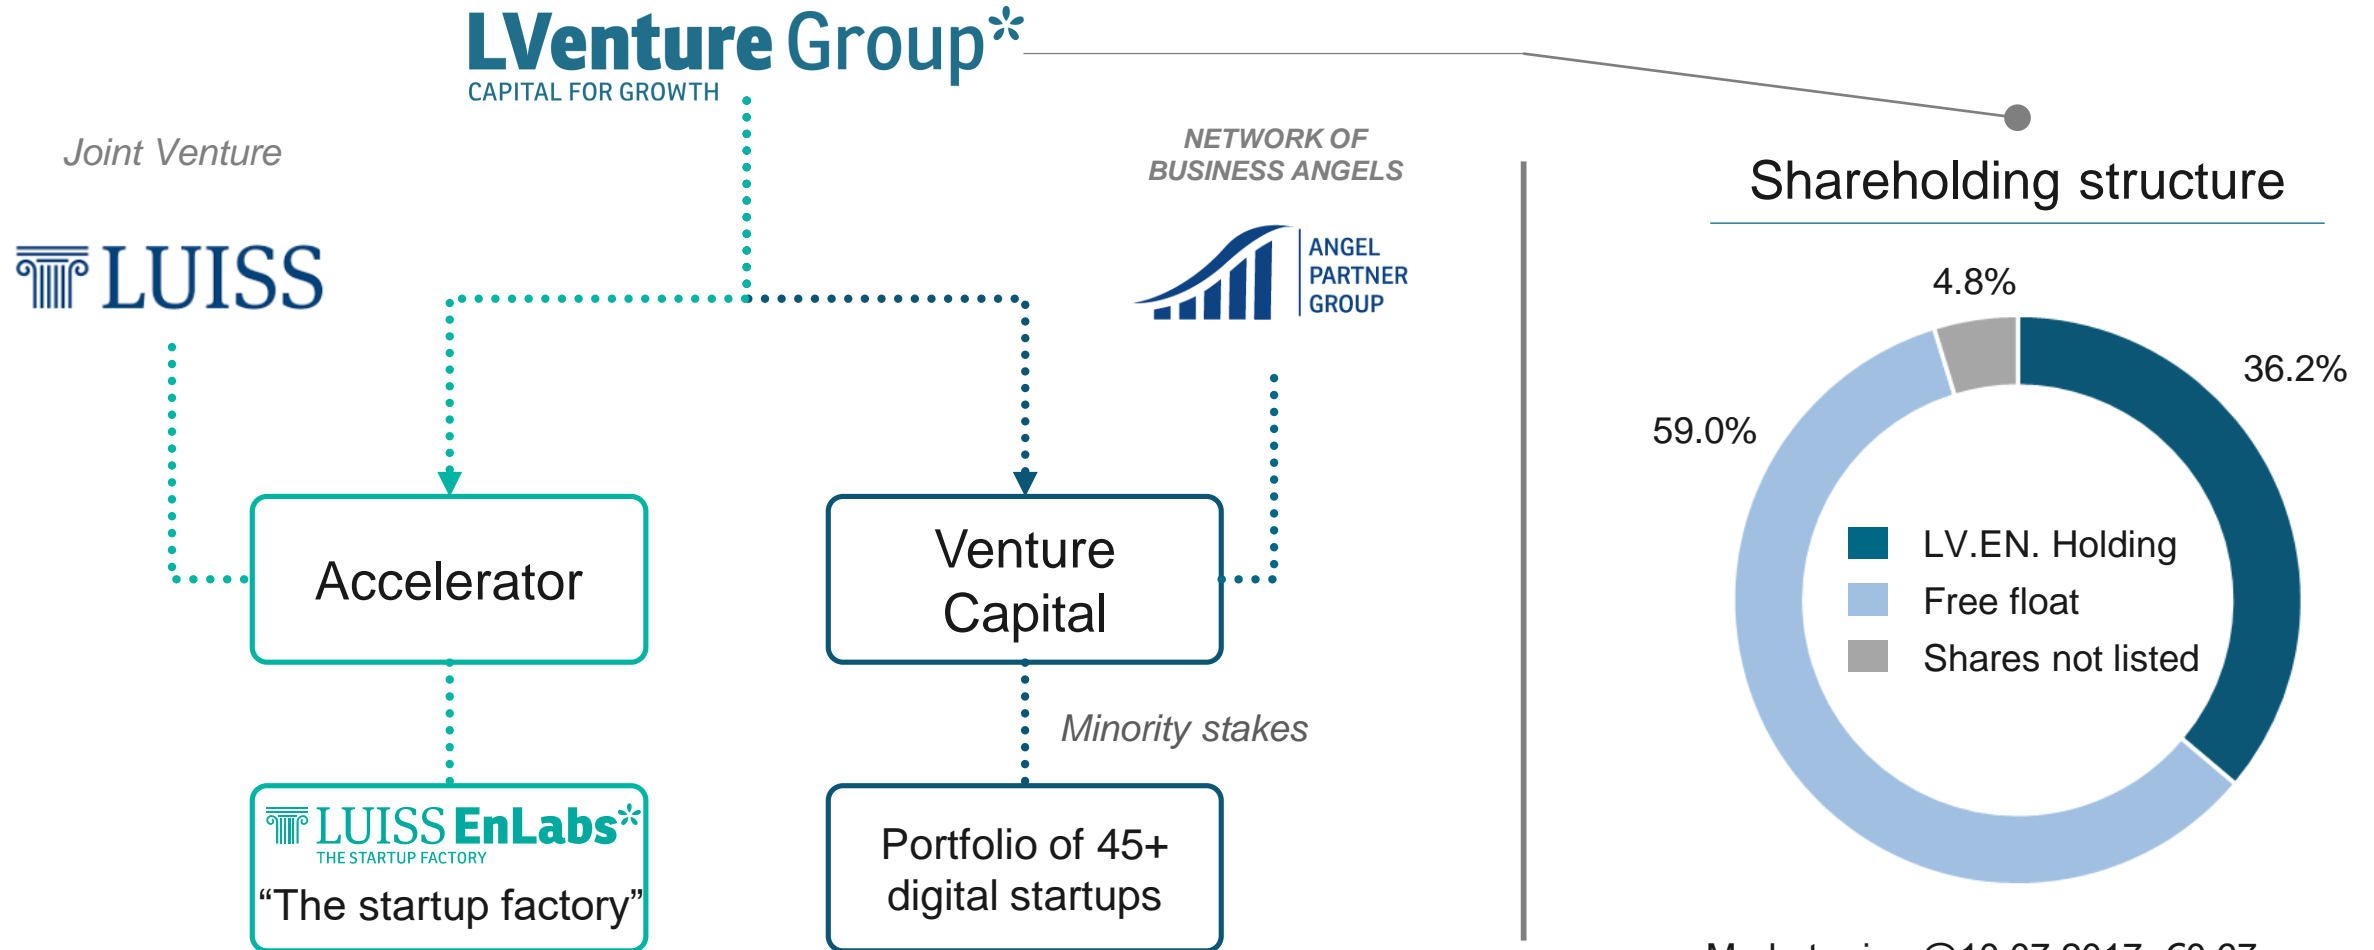 LVenture Group
CAPITAL FOR GROWTH
Joint Venture
LUISS
NETWORK OF
BUSINESS ANGELS
ANGEL
PARTNER
GROUP
Accelerator
Venture
Capital
Minority stakes
LUISS EnLabs
THE STARTUP FACTORY
“The startup factory”
Portfolio of 45+
digital startups
Shareholding structure
4.8%
36.2%
59.0%
LV.EN. Holding
Free float
Shares not listed